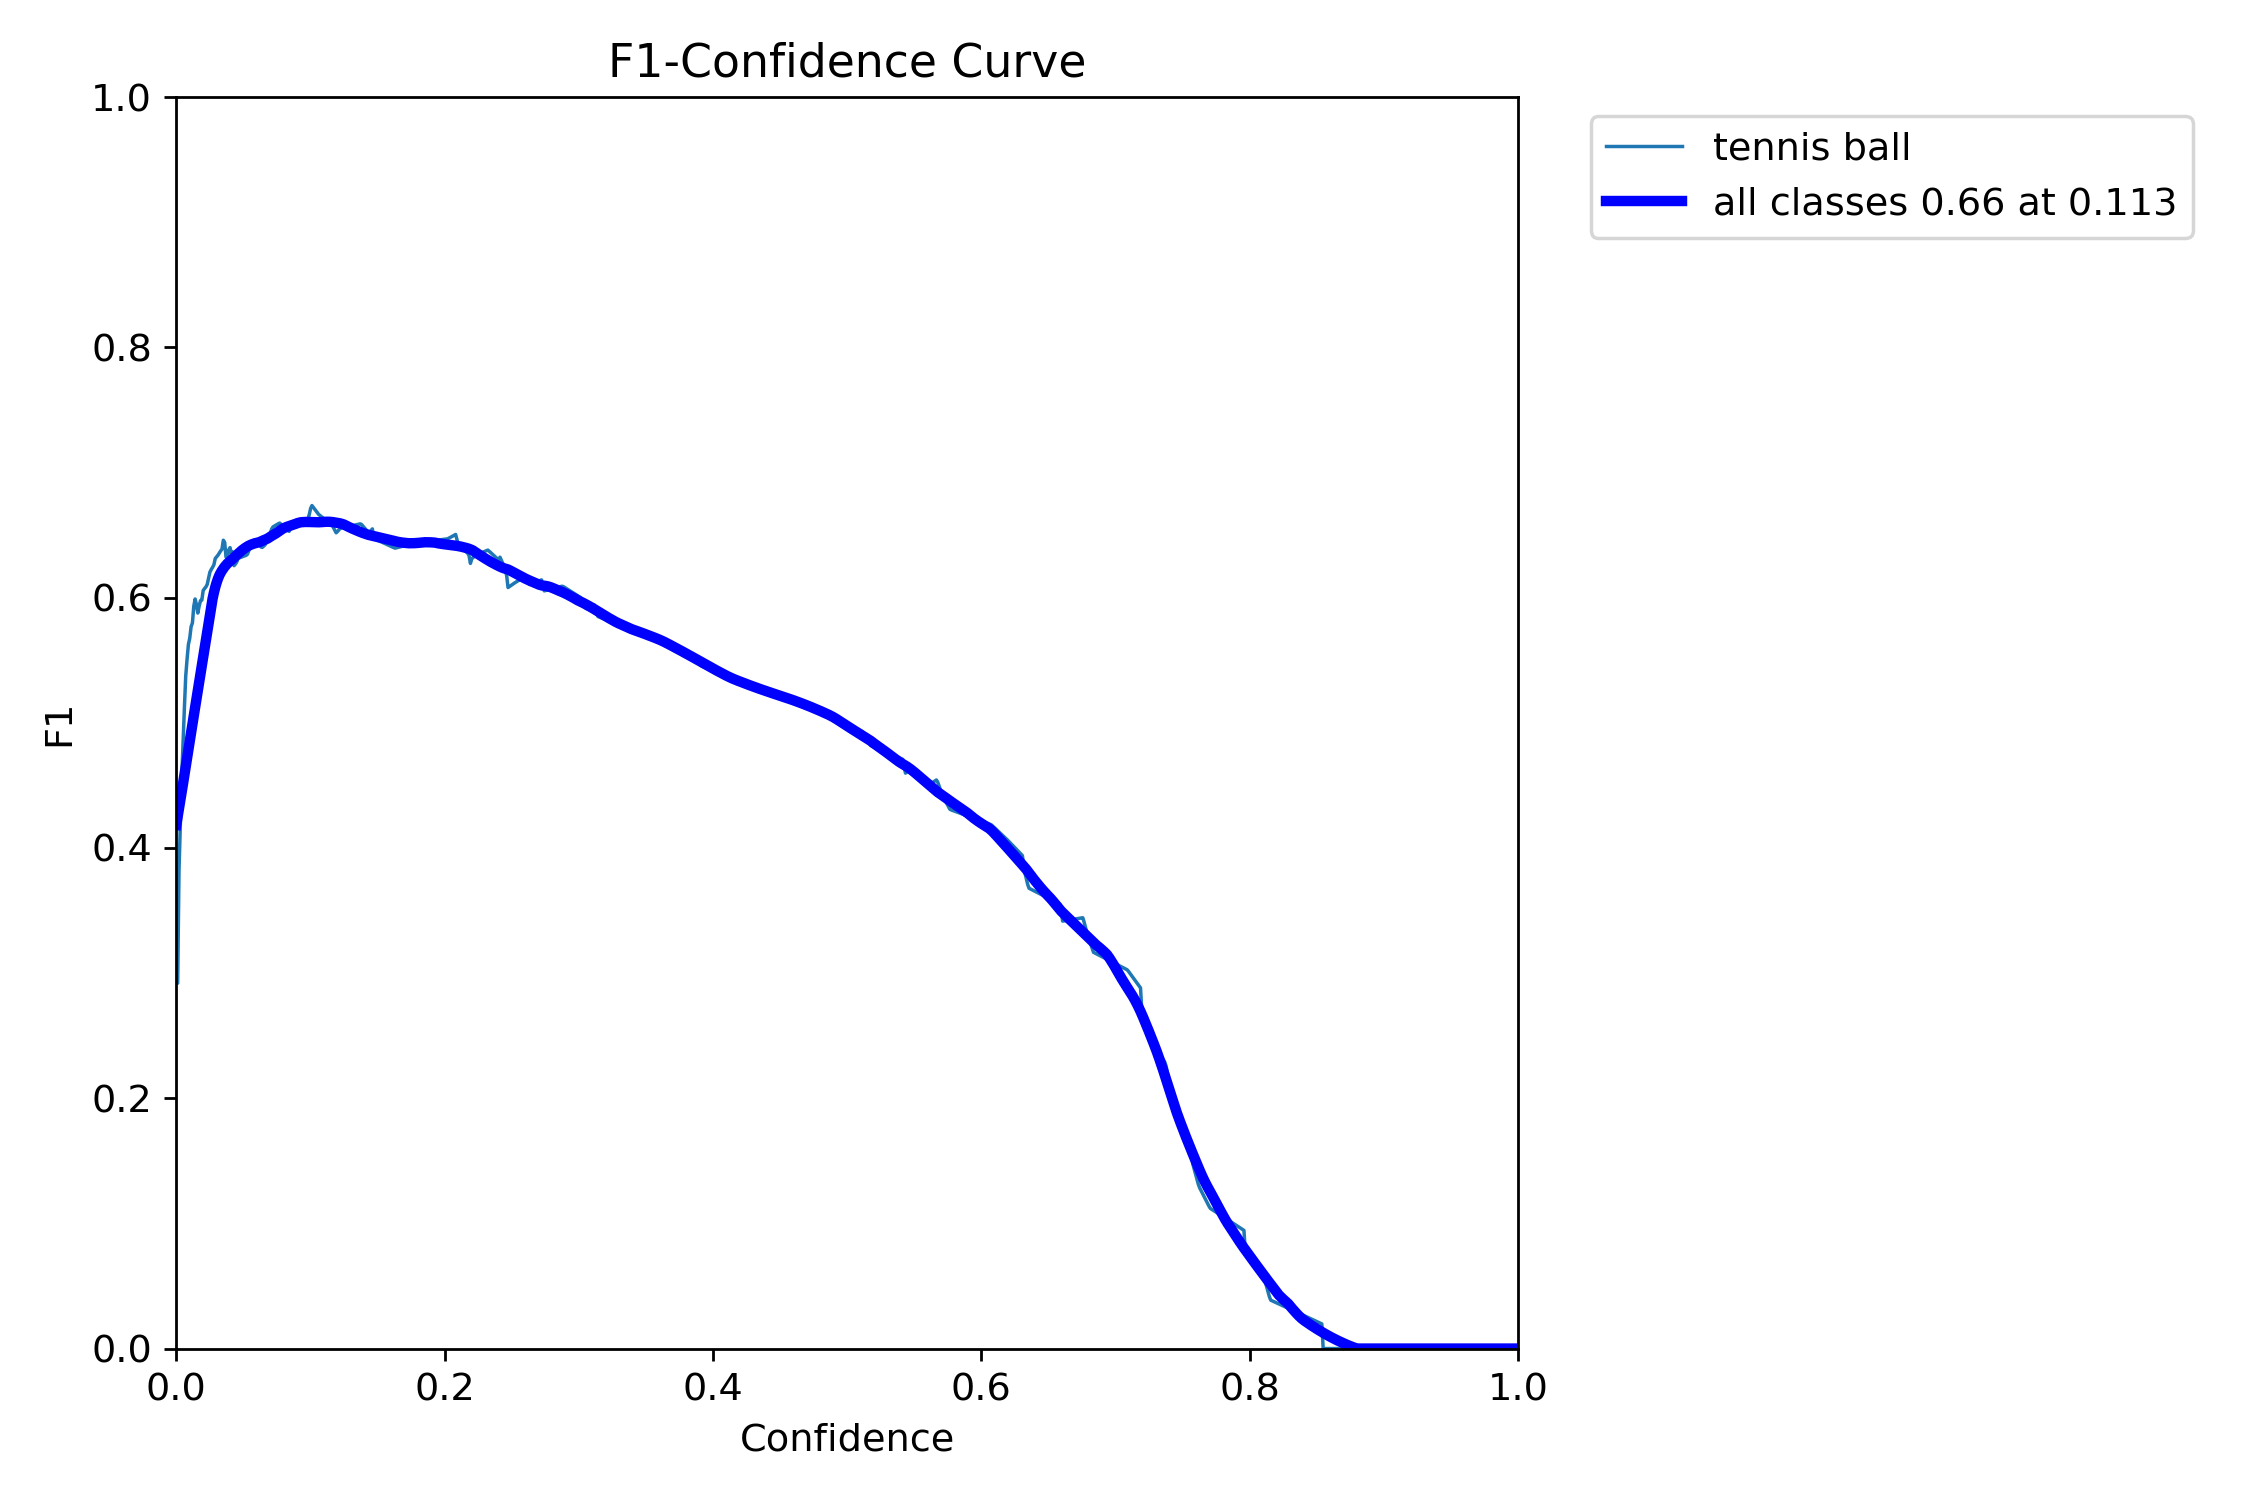 F1-Confidence Curve
tennis ball
all classes 0.66 at 0.113
F1
1.0
0.8
0.6
0.4
0.2
0.0
0.0 0.2 0.4 0.6 0.8 1.0
Confidence